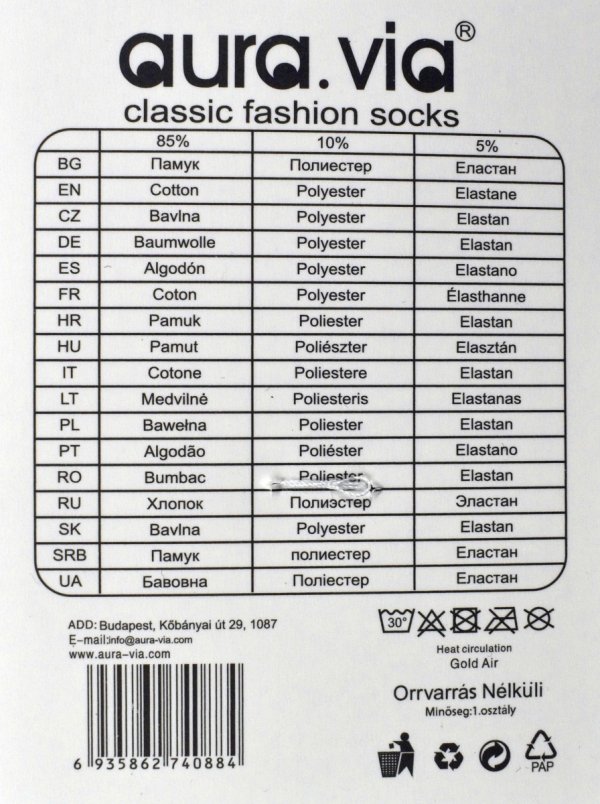 aura.via®
classic fashion socks
85% 10% 5%
BG Памук Полиестер Еластан
EN Cotton Polyester Elastane
CZ Bavlna Polyester Elastan
DE Baumwolle Polyester Elastan
ES Algodón Polyester Elastano
FR Coton Polyester Élasthanne
HR Pamuk Poliester Elastan
HU Pamut Poliészter Elasztán
IT Cotone Poliestere Elastan
LT Medvilné Poliesteris Elastanas
PL Bawełna Poliester Elastan
PT Algodão Poliéster Elastano
RO Bumbac Poliester Elastan
RU Хлопок Полиэстер Эластан
SK Bavlna Polyester Elastan
SRB Памук полиестер Еластан
UA Бавовна Поліестер Еластан
ADD: Budapest, Kőbányai út 29, 1087
E-mail:info@aura-via.com
www.aura-via.com
6 935862 740884
30°
Heat circulation
Gold Air
Orrvarrás Nélküli
Minőseg:1.osztály
PAP